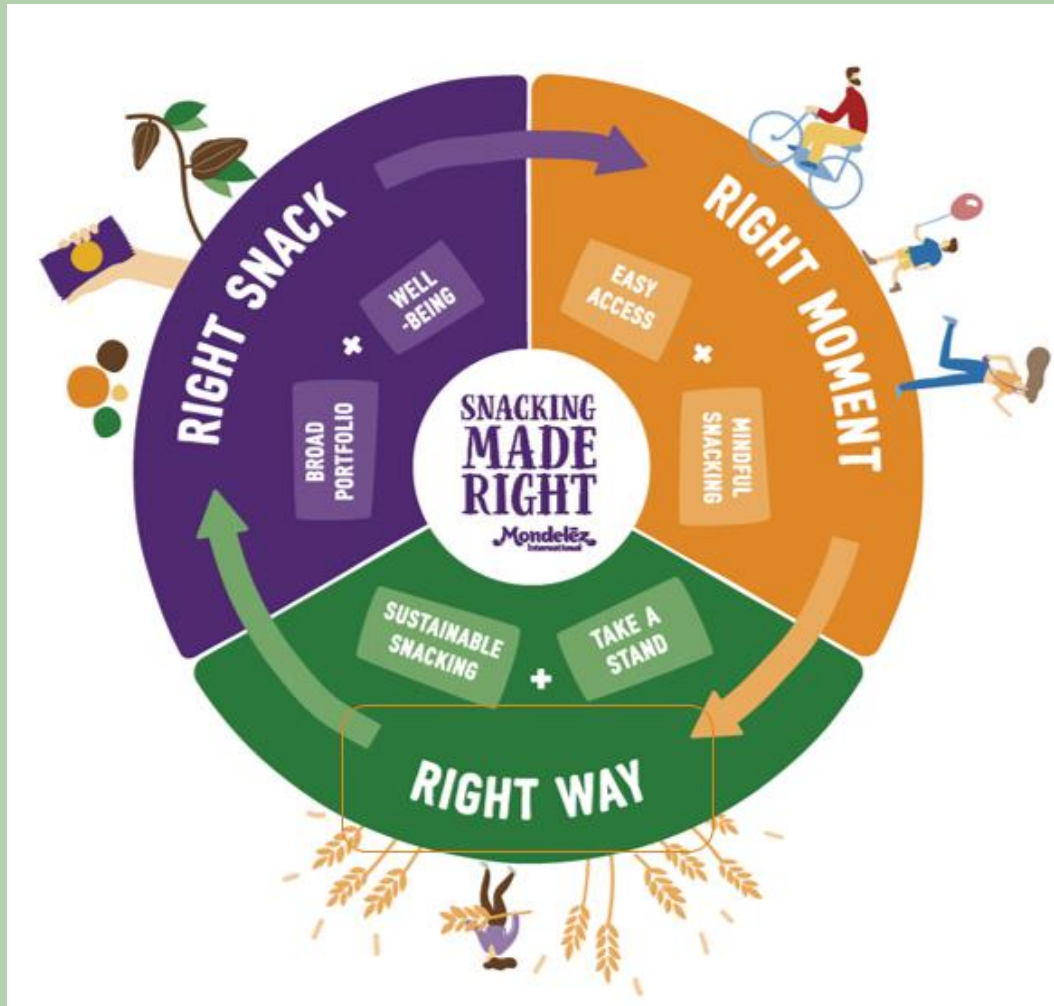 RIGHT SNACK
WELL
-BEING
BROAD
PORTFOLIO
RIGHT MOMENT
EASY
ACCESS
MINDFUL
SNACKING
SNACKING
MADE
RIGHT
Mondelēz
International
SUSTAINABLE
SNACKING
TAKE A
STAND
RIGHT WAY